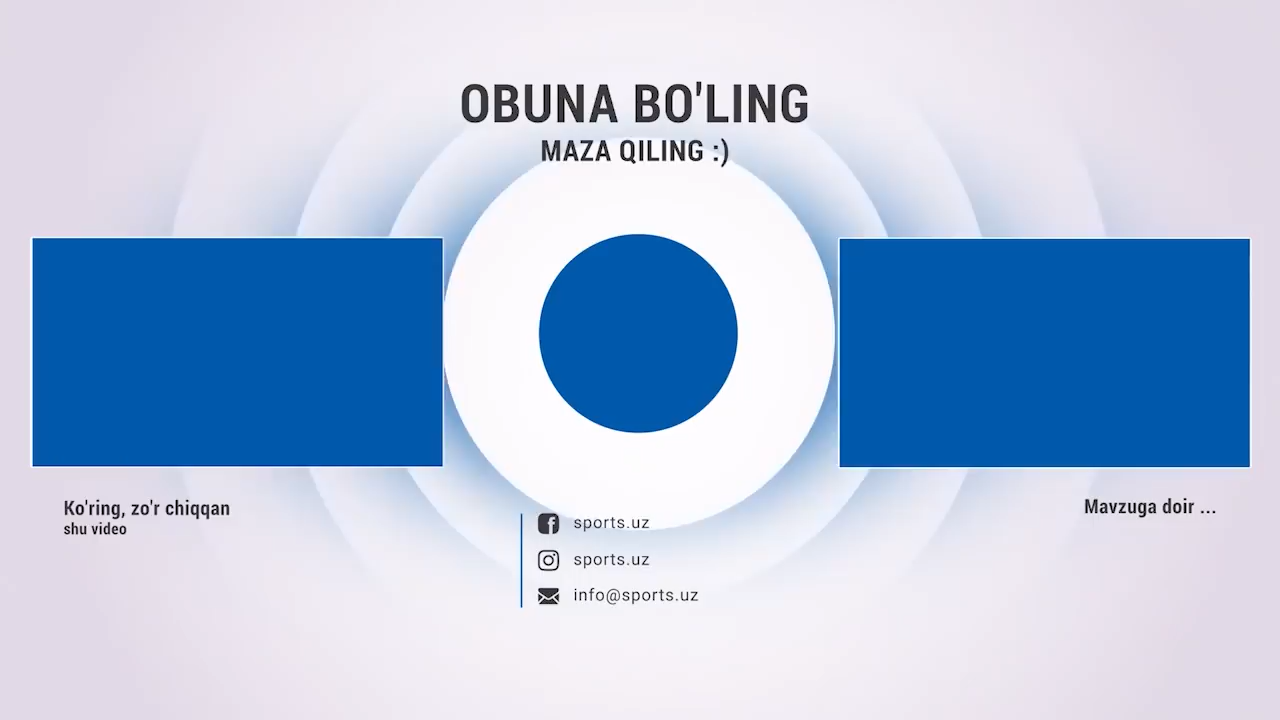 OBUNA BO'LING
MAZA QILING :)
Ko'ring, zo'r chiqqan
shu video
Mavzuga doir ...
sports.uz
sports.uz
info@sports.uz